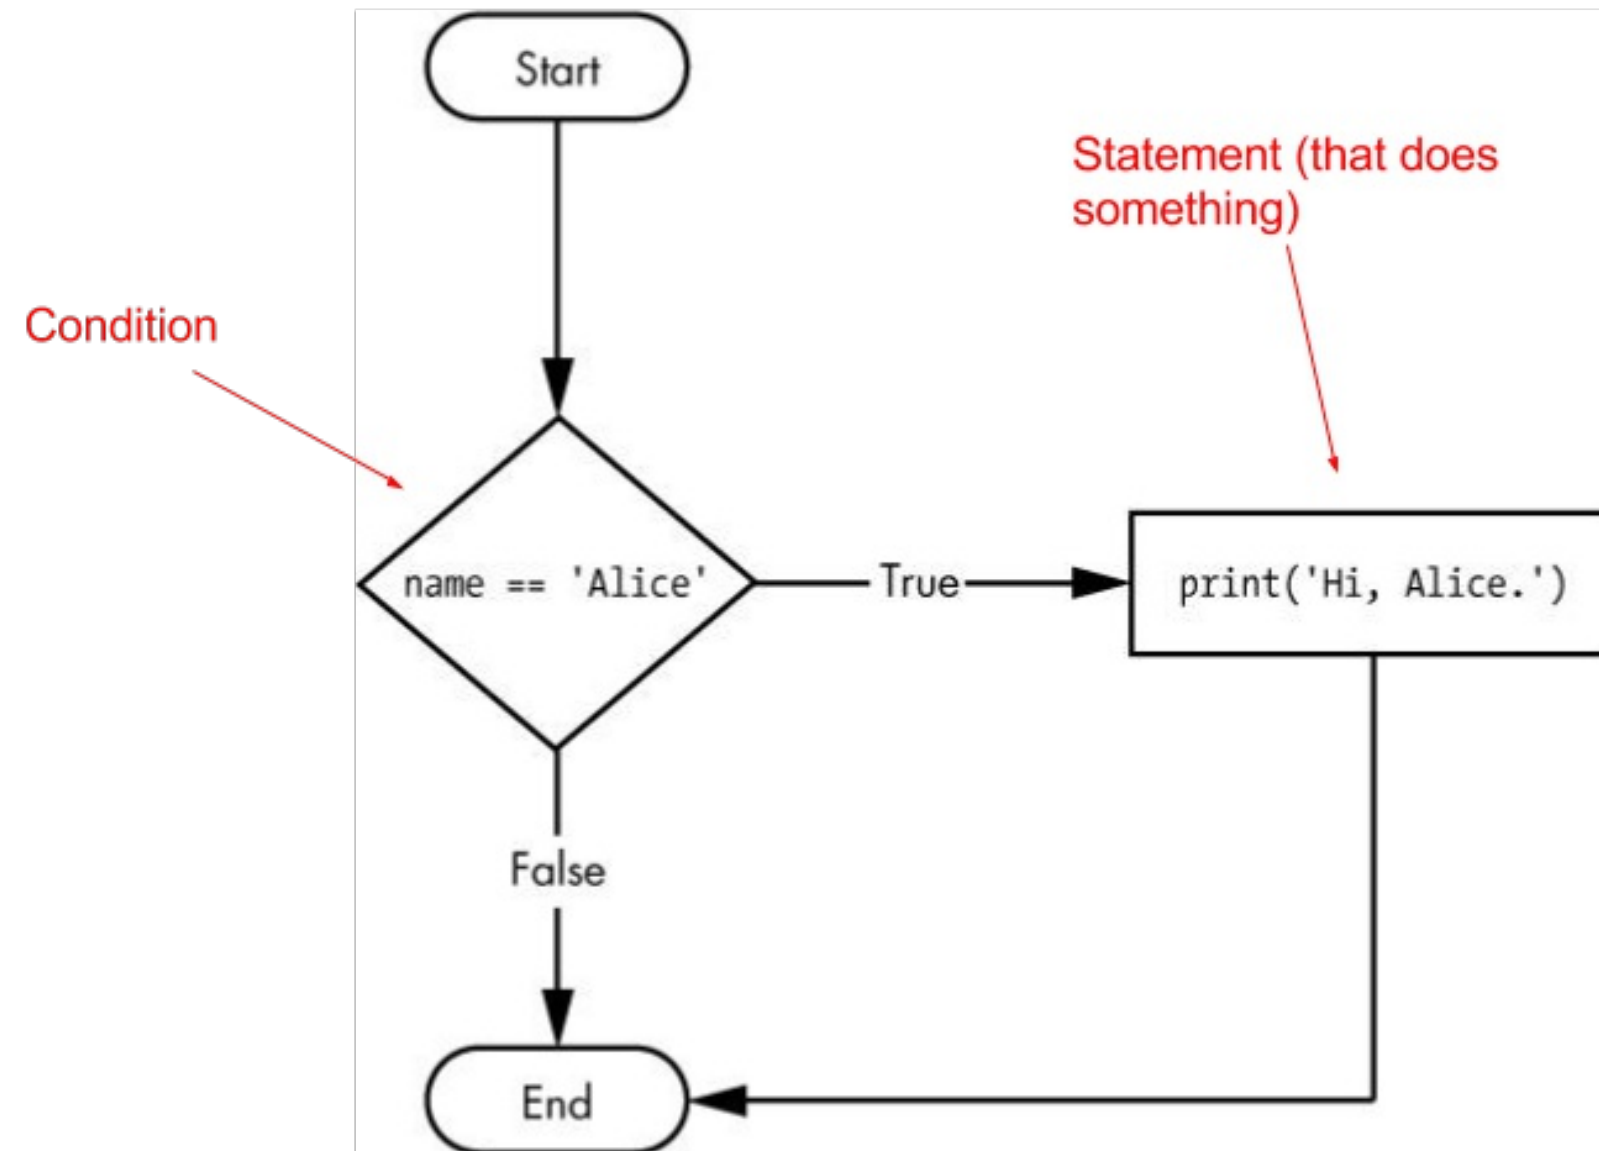 Start
Statement (that does
something)
Condition
name == 'Alice'
True
print('Hi, Alice.')
False
End